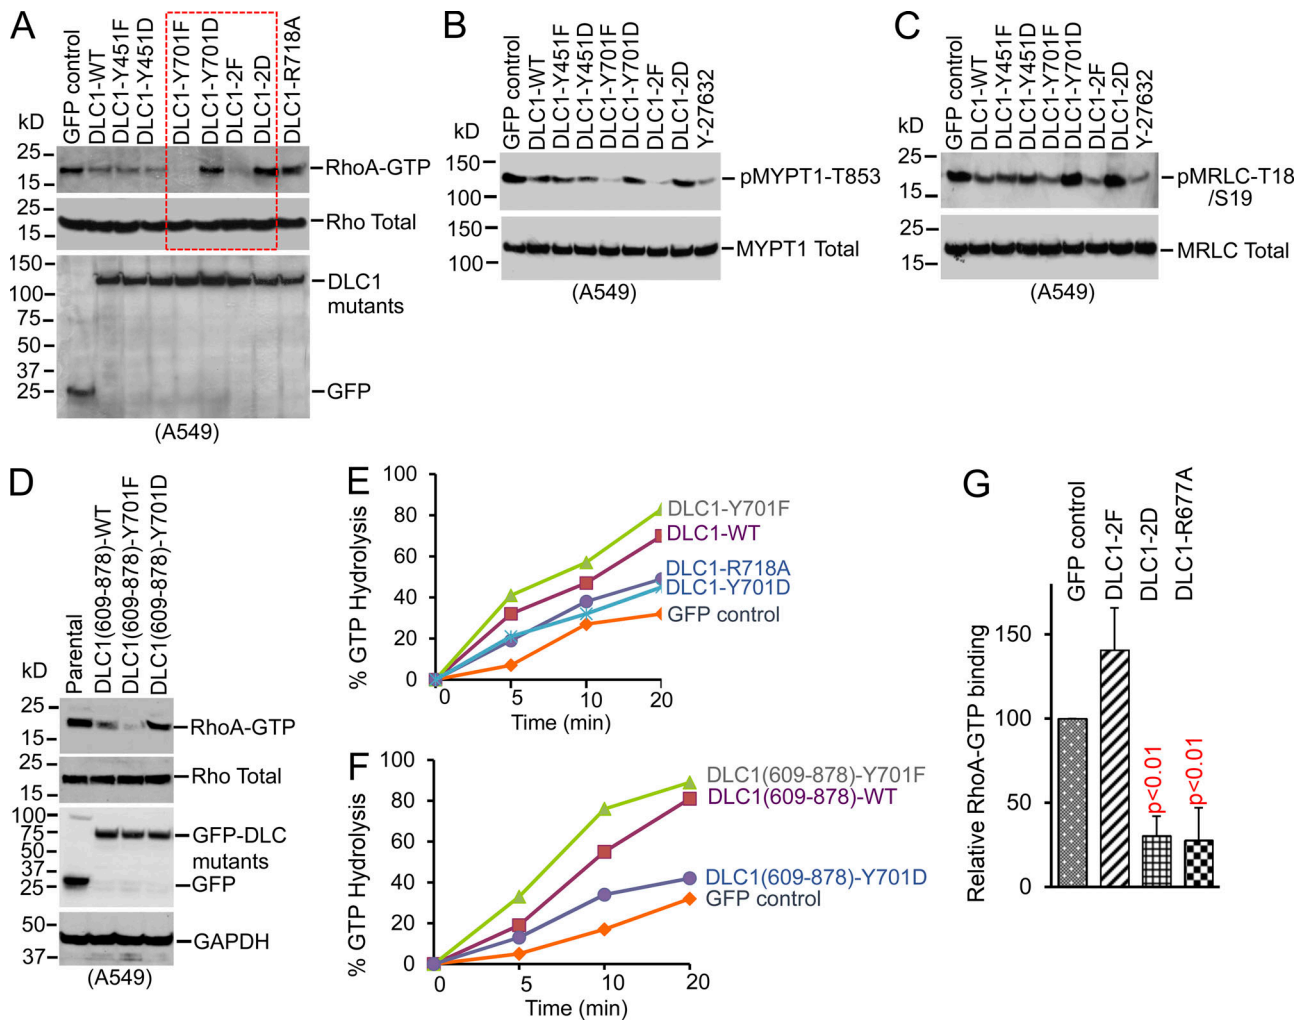 A
GFP control
DLC1-WT
DLC1-Y451F
DLC1-Y451D
DLC1-Y701F
DLC1-Y701D
DLC1-2F
DLC1-2D
DLC1-R718A
kD
25
15
RhoA-GTP
25
15
Rho Total
150
100
75
50
37
25
DLC1
mutants
GFP
(A549)
B
GFP control
DLC1-WT
DLC1-Y451F
DLC1-Y451D
DLC1-Y701F
DLC1-Y701D
DLC1-2F
DLC1-2D
Y-27632
kD
150
100
pMYPT1-T853
150
100
MYPT1 Total
(A549)
C
GFP control
DLC1-WT
DLC1-Y451F
DLC1-Y451D
DLC1-Y701F
DLC1-Y701D
DLC1-2F
DLC1-2D
Y-27632
kD
25
15
pMRLC-T18
/S19
15
MRLC Total
(A549)
D
Parental
DLC1(609-878)-WT
DLC1(609-878)-Y701F
DLC1(609-878)-Y701D
kD
25
15
RhoA-GTP
25
15
Rho Total
100
75
50
37
25
GFP-DLC
mutants
GFP
50
37
GAPDH
(A549)
E
% GTP Hydrolysis
100
80
60
40
20
0
0
5
10
20
Time (min)
DLC1-Y701F
DLC1-WT
DLC1-R718A
DLC1-Y701D
GFP control
F
% GTP Hydrolysis
100
80
60
40
20
0
0
5
10
20
Time (min)
DLC1(609-878)-Y701F
DLC1(609-878)-WT
DLC1(609-878)-Y701D
GFP control
G
GFP control
DLC1-2F
DLC1-2D
DLC1-R677A
Relative RhoA-GTP binding
150
100
50
0
p<0.01
p<0.01